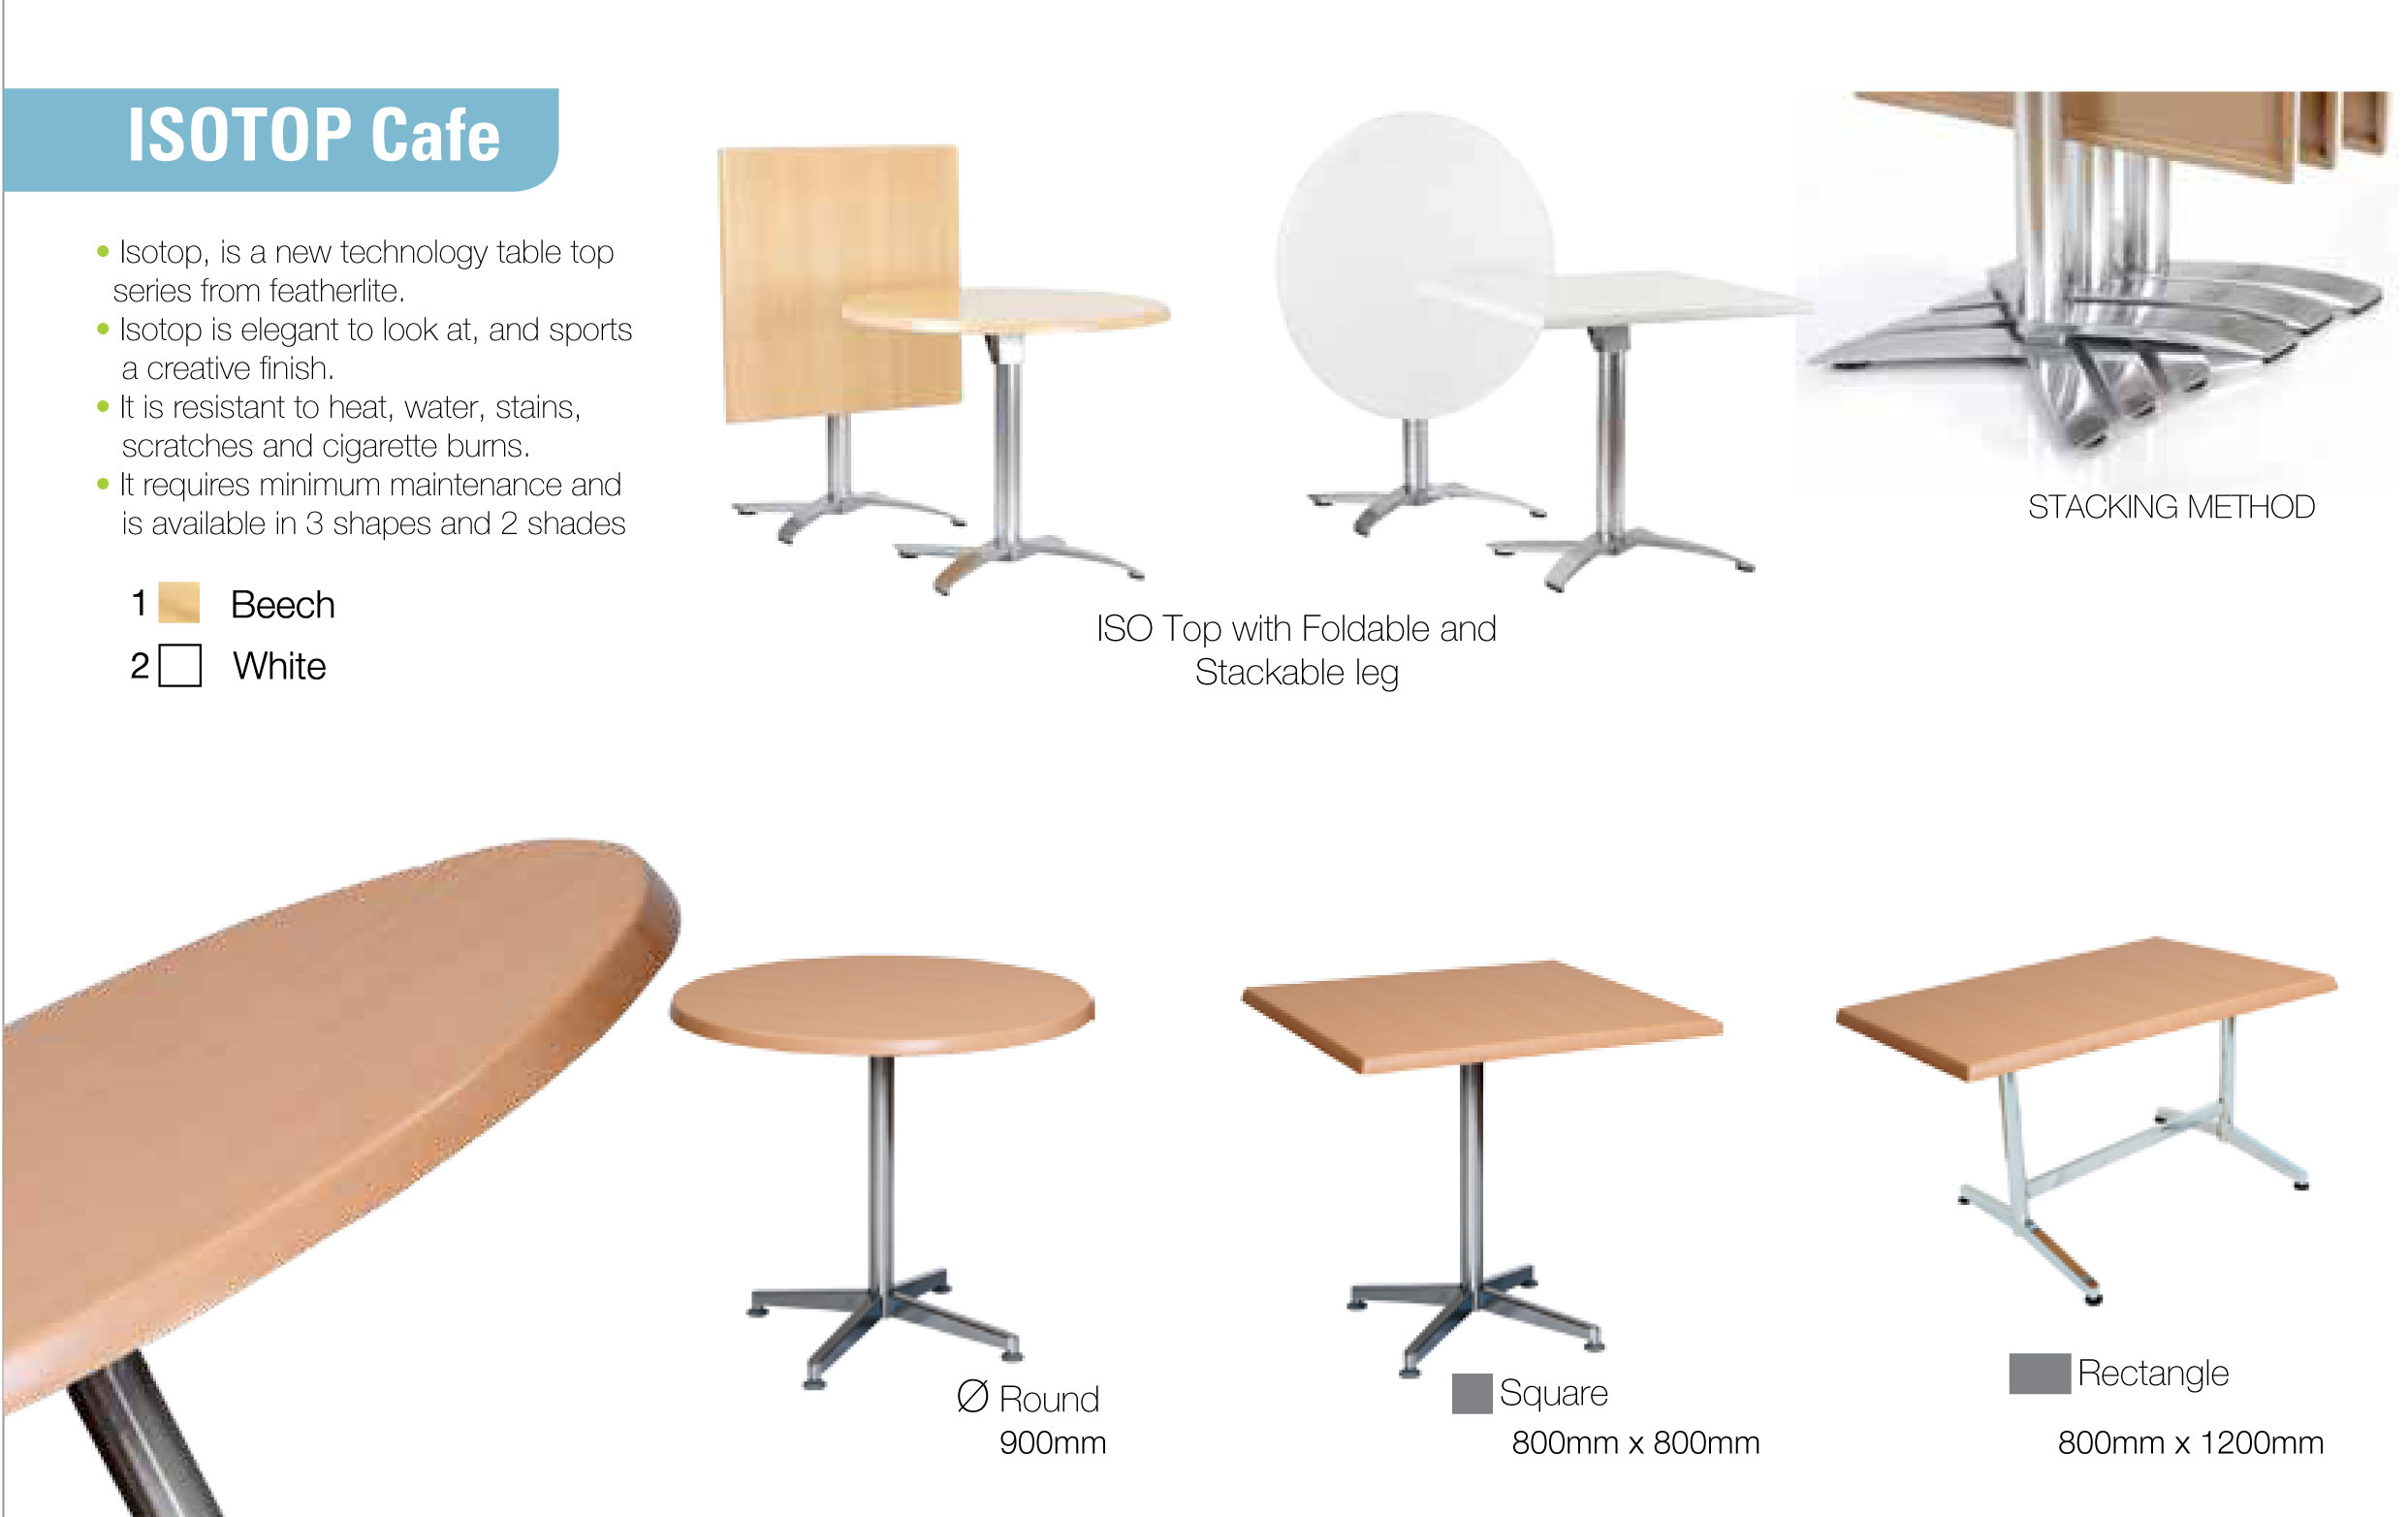 ISOTOP Cafe
• Isotop, is a new technology table top
series from featherlite.
• Isotop is elegant to look at, and sports
a creative finish.
• It is resistant to heat, water, stains,
scratches and cigarette burns.
• It requires minimum maintenance and
is available in 3 shapes and 2 shades
1 Beech
2 White
ISO Top with Foldable and
Stackable leg
STACKING METHOD
Ø Round
900mm
Square
800mm x 800mm
Rectangle
800mm x 1200mm